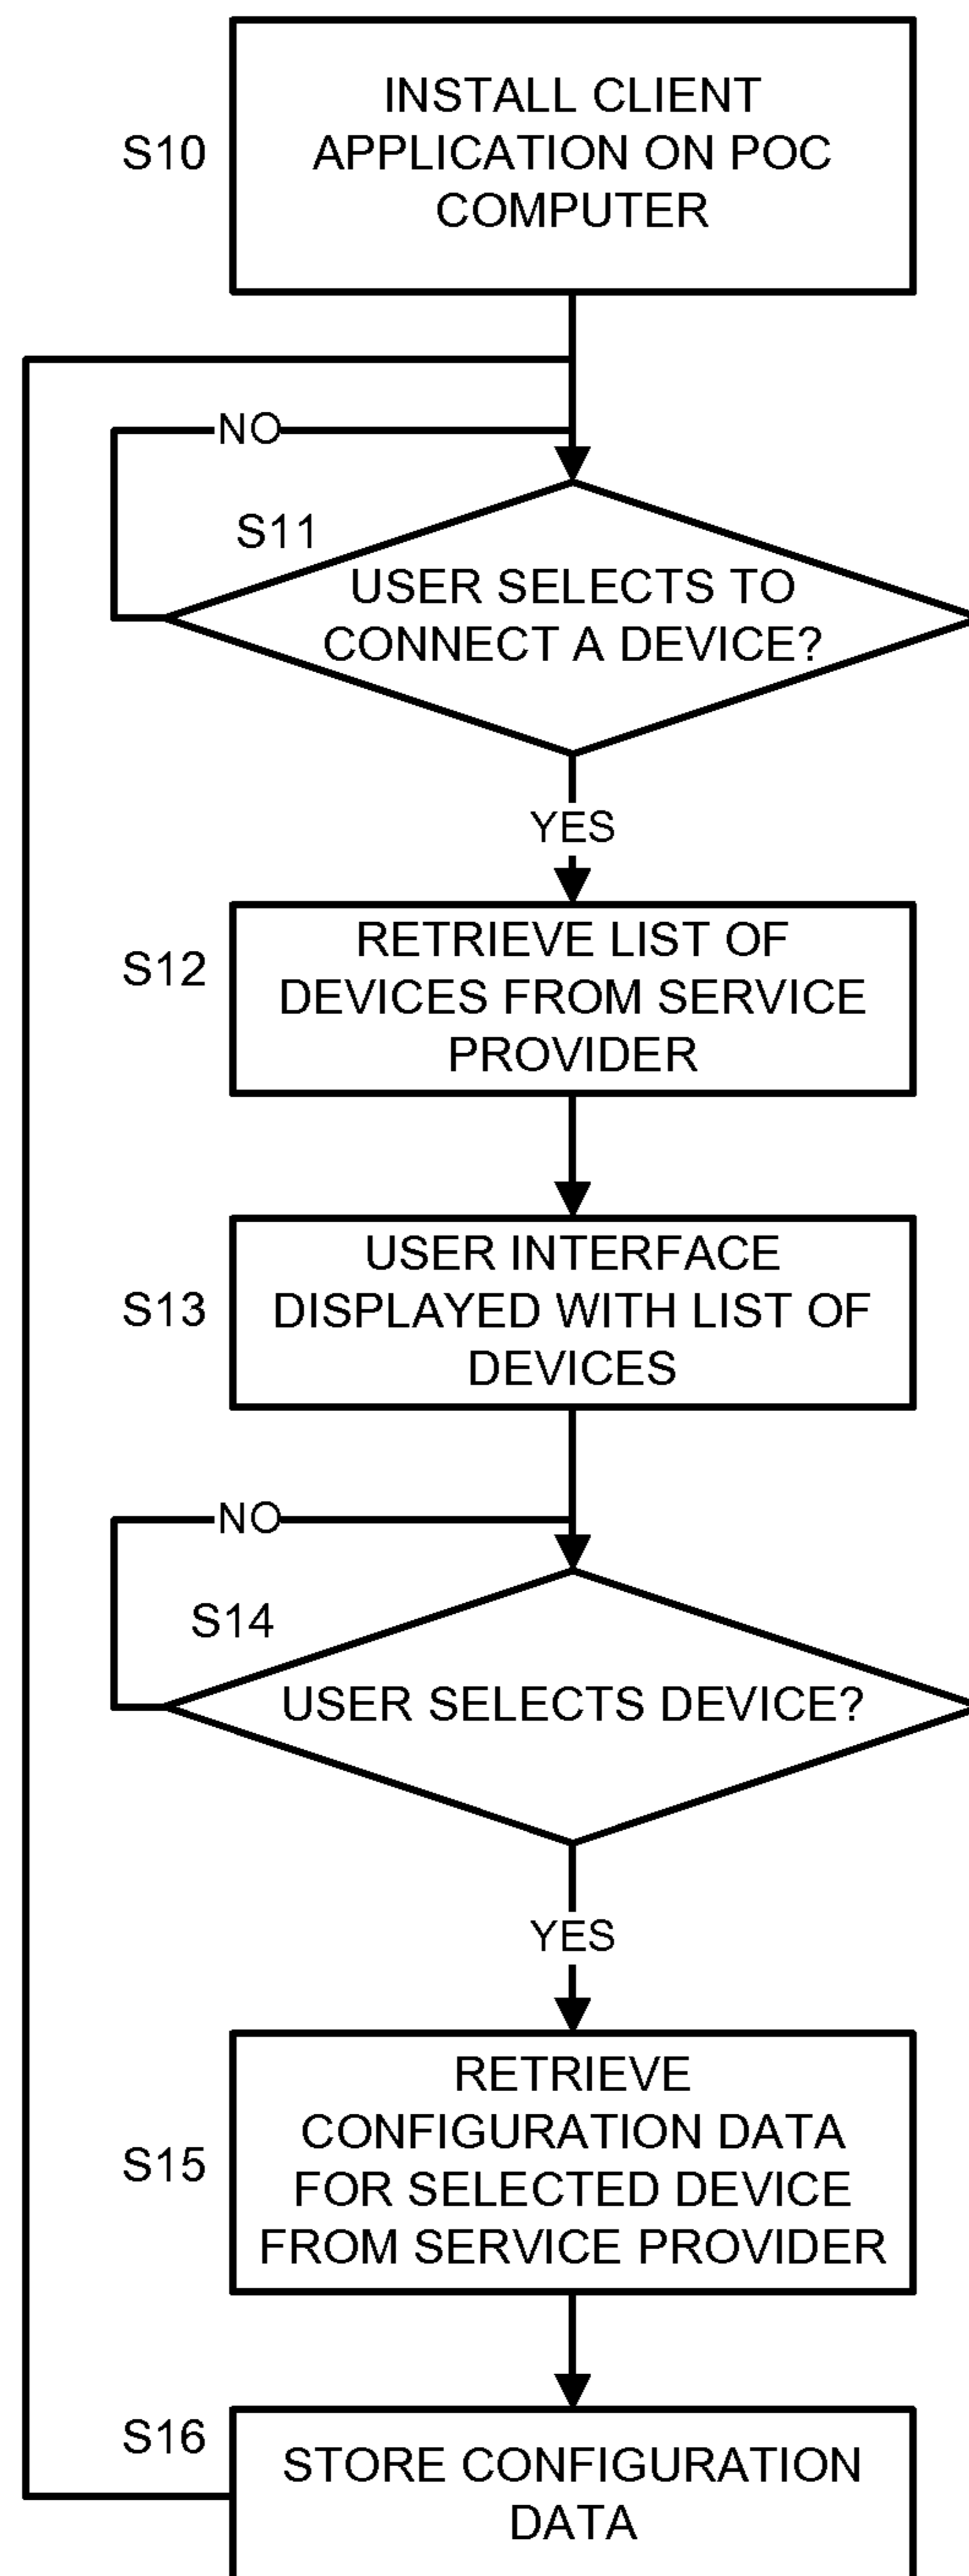 INSTALL CLIENT
S10
APPLICATION ON POC
COMPUTER
NO
S11
USER SELECTS TO
CONNECT A DEVICE?
YES
RETRIEVE LIST OF
S12
DEVICES FROM SERVICE
PROVIDER
USER INTERFACE
S13
DISPLAYED WITH LIST OF
DEVICES
NO
S14
USER SELECTS DEVICE?
YES
RETRIEVE
CONFIGURATION DATA
S15
FOR SELECTED DEVICE
FROM SERVICE PROVIDER
S16
STORE CONFIGURATION
DATA